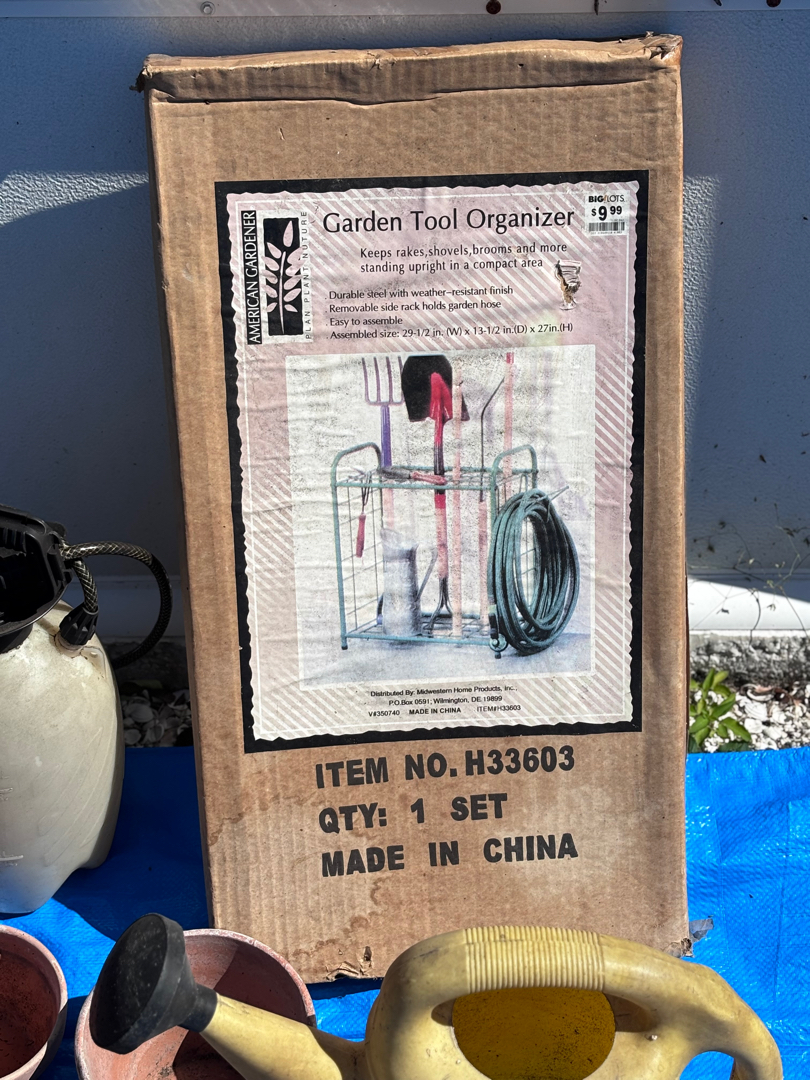 AMERICAN GARDENER
PLAN PLANT NUTURE
Garden Tool Organizer
BIG LOTS
$9.99
Keeps rakes,shovels,brooms and more
standing upright in a compact area
Durable steel with weather-resistant finish
Removable side rack holds garden hose
Easy to assemble
Assembled size: 29-1/2 in. (W) x 13-1/2 in.(D) x 27in.(H)
Distributed By: Midwestern Home Products, Inc.,
P.O.Box 0591; Wilmington, DE 19899
V#350740 MADE IN CHINA ITEM#H33603
ITEM NO. H33603
QTY: 1 SET
MADE IN CHINA